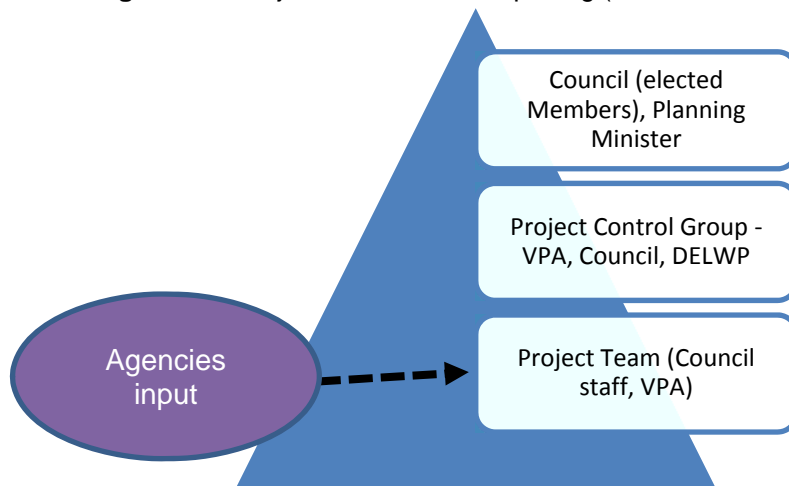 Council (elected
Members), Planning
Minister
Project Control Group -
VPA, Council, DELWP
Agencies
input
Project Team (Council
staff, VPA)